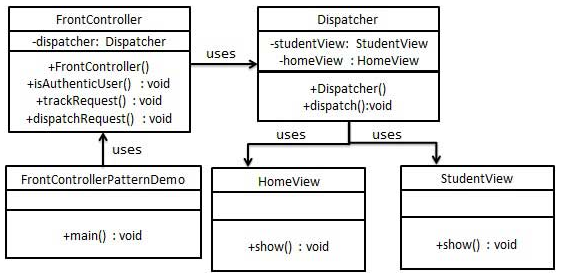 FrontController
-dispatcher: Dispatcher
+FrontController()
+isAuthenticUser() : void
+trackRequest() : void
+dispatchRequest() : void
uses
Dispatcher
-studentView: StudentView
-homeView : HomeView
+Dispatcher()
+dispatch():void
uses
uses
uses
FrontControllerPatternDemo
+main() : void
HomeView
+show() : void
StudentView
+show() : void